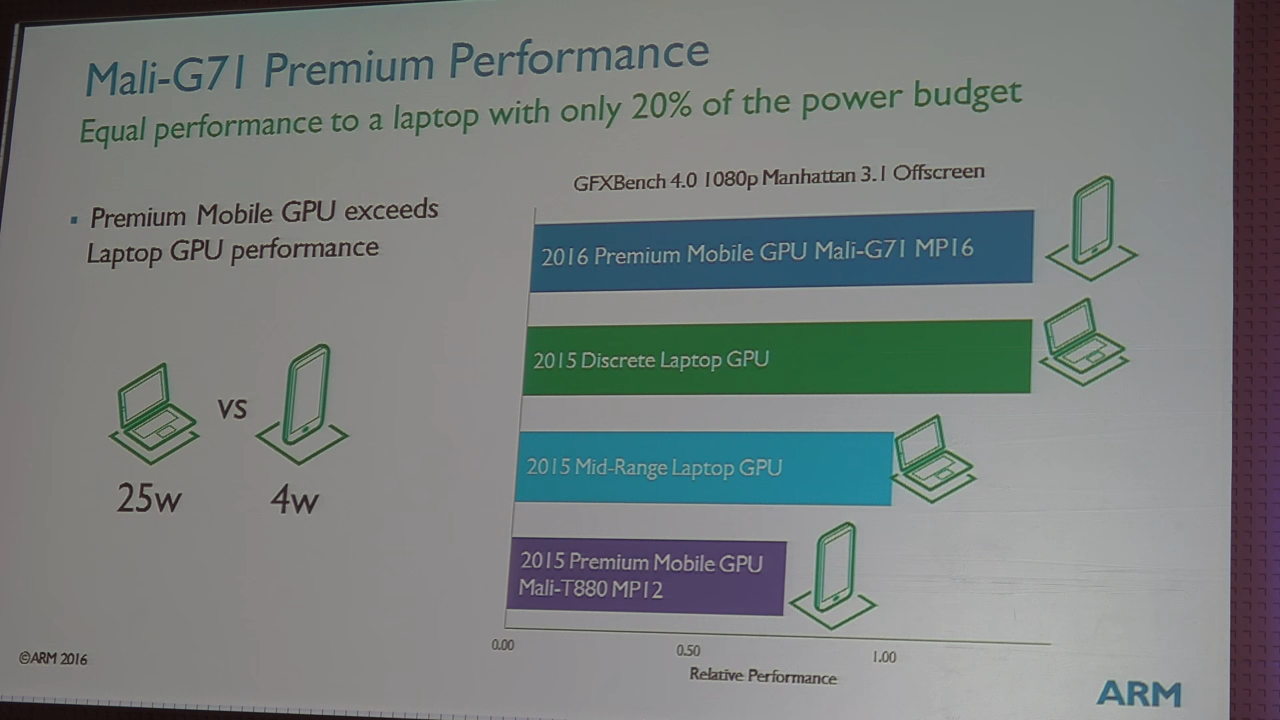 Mali-G71 Premium Performance
Equal performance to a laptop with only 20% of the power budget
GFXBench 4.0 1080p Manhattan 3.1 Offscreen
▪ Premium Mobile GPU exceeds
Laptop GPU performance
2016 Premium Mobile GPU Mali-G71 MP16
2015 Discrete Laptop GPU
vs
25w
4w
2015 Mid-Range Laptop GPU
2015 Premium Mobile GPU
Mali-T880 MP12
0.00
0.50
1.00
Relative Performance
©ARM 2016
ARM